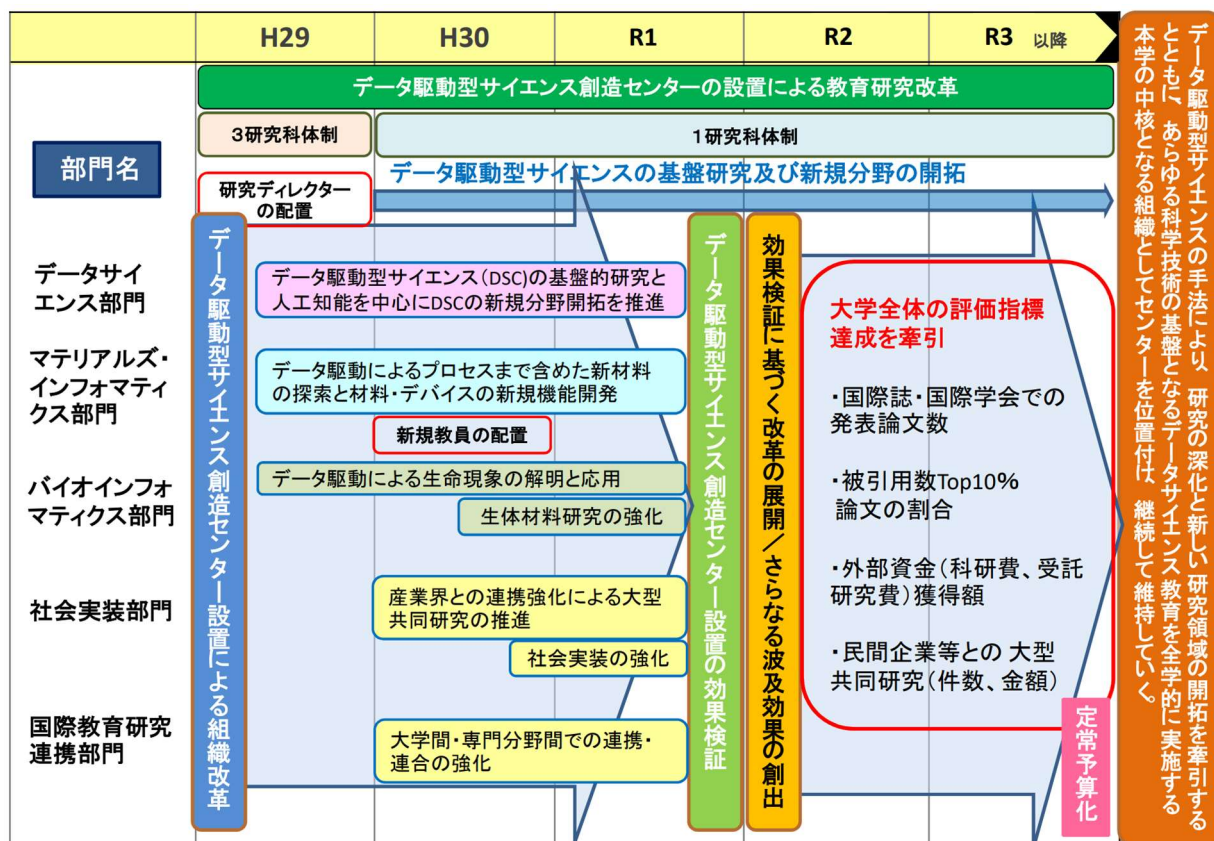 H29
H30
R1
R2
R3 以降
データ駆動型サイエンス創造センターの設置による教育研究改革
3研究科体制
1研究科体制
部門名
データ駆動型サイエンスの基盤研究及び新規分野の開拓
研究ディレクター
の配置
データ駆動型サイエンス創造センター設置による組織改革
データサイ
エンス部門
データ駆動型サイエンス(DSC)の基盤的研究と
人工知能を中心にDSCの新規分野開拓を推進
マテリアルズ・
インフォマティ
クス部門
データ駆動によるプロセスまで含めた新材料
の探索と材料・デバイスの新規機能開発
新規教員の配置
バイオインフォ
マティクス部門
データ駆動による生命現象の解明と応用
生体材料研究の強化
社会実装部門
産業界との連携強化による大型
共同研究の推進
社会実装の強化
国際教育研究
連携部門
大学間・専門分野間での連携・
連合の強化
データ駆動型サイエンス創造センター設置の効果検証
効果検証に基づく改革の展開/さらなる波及効果の創出
大学全体の評価指標
達成を牽引
・国際誌・国際学会での
発表論文数
・被引用数Top10%
論文の割合
・外部資金(科研費、受託
研究費)獲得額
・民間企業等との 大型
共同研究(件数、金額)
定常予算化
データ駆動型サイエンスの手法により、研究の深化と新しい研究領域の開拓を牽引する
とともに、あらゆる科学技術の基盤となるデータサイエンス教育を全学的に実施する
本学の中核となる組織としてセンターを位置付け、継続して維持していく。